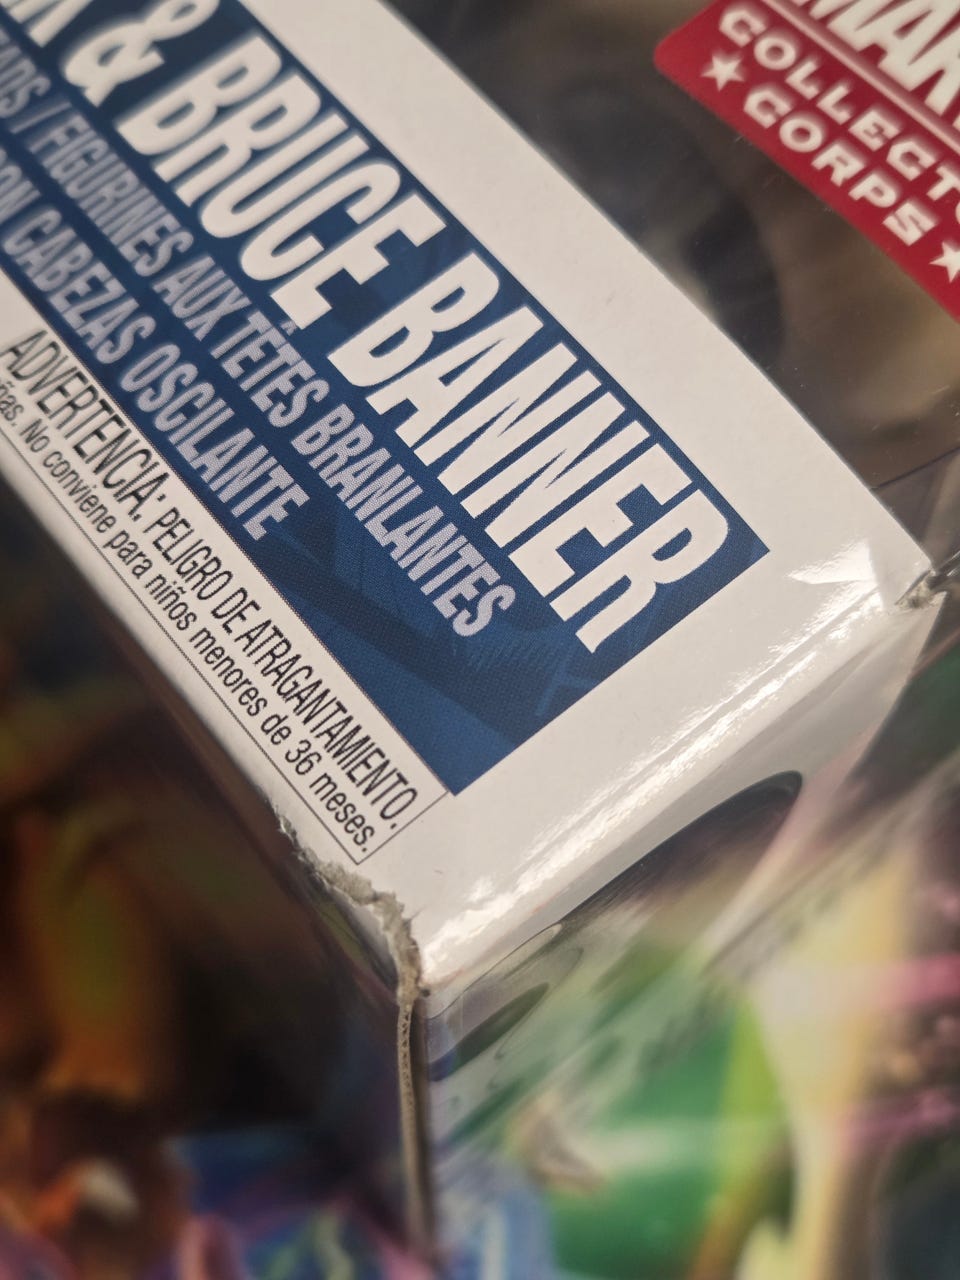 & BRUCE BANNER
/ FIGURINES AUX TÊTES BRANLANTES
CABEZAS OSCILANTE
ADVERTENCIA: PELIGRO DE ATRAGANTAMIENTO.
No conviene para niños menores de 36 meses.
COLLECTO
★ CORPS ★